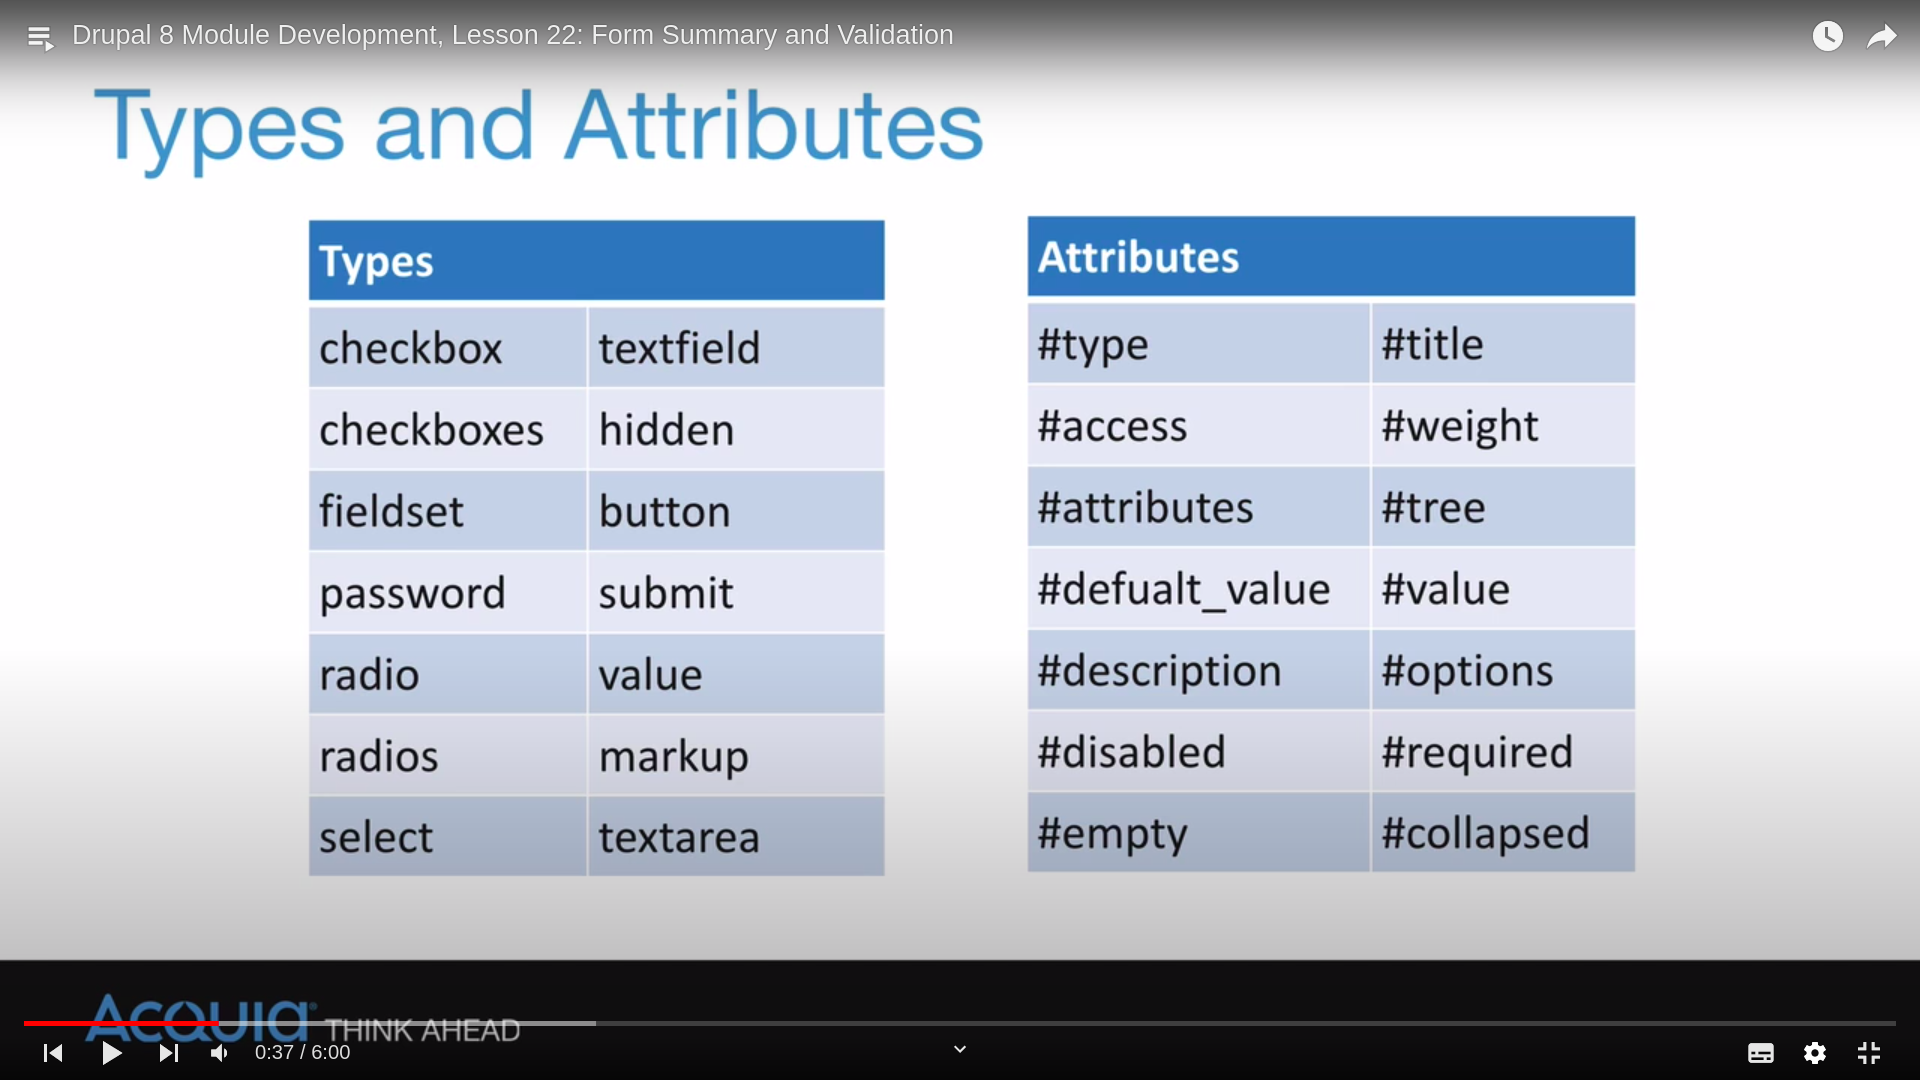 Drupal 8 Module Development, Lesson 22: Form Summary and Validation
Types and Attributes
Types
checkbox textfield
checkboxes hidden
fieldset button
password submit
radio value
radios markup
select textarea
Attributes
#type #title
#access #weight
#attributes #tree
#defualt_value #value
#description #options
#disabled #required
#empty #collapsed
Acquia THINK AHEAD
0:37 / 6:00